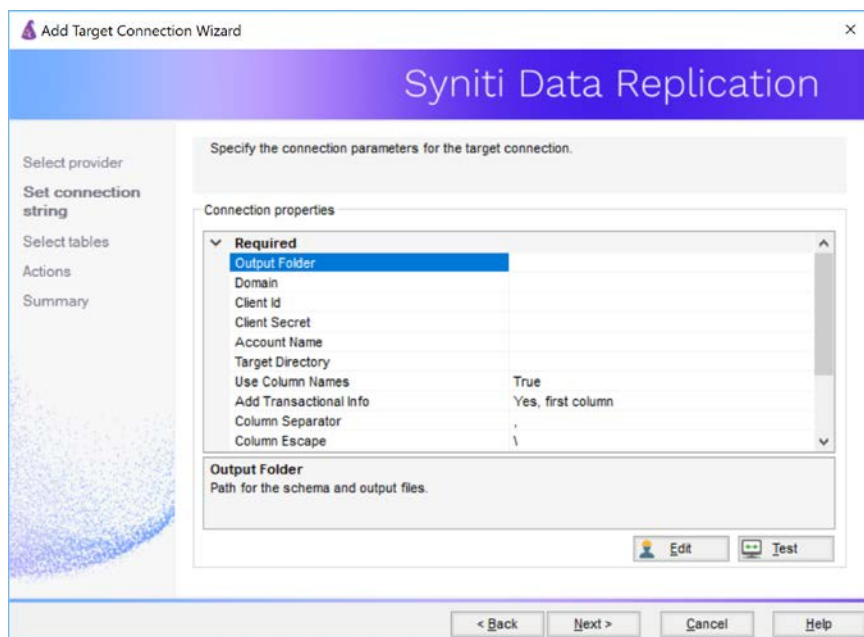 Add Target Connection Wizard
Syniti Data Replication
Select provider
Set connection
string
Select tables
Actions
Summary
Specify the connection parameters for the target connection.
Connection properties
Required
Output Folder
Domain
Client Id
Client Secret
Account Name
Target Directory
Use Column Names True
Add Transactional Info Yes, first column
Column Separator ,
Column Escape \
Output Folder
Path for the schema and output files.
Edit Test
< Back Next > Cancel Help